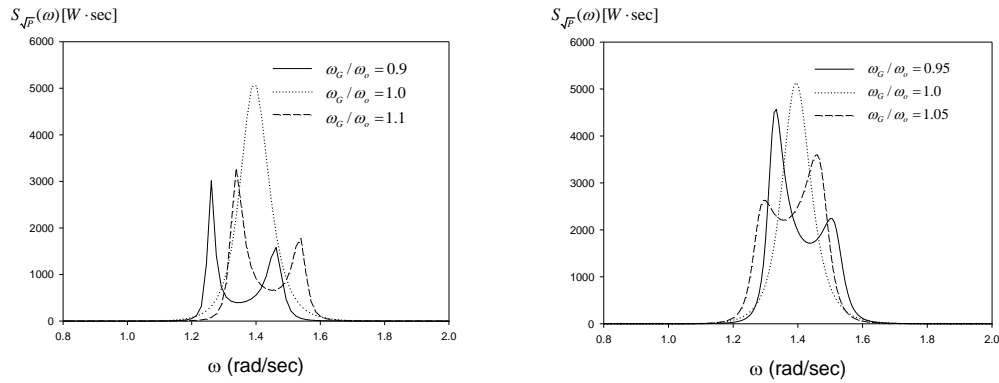 S√P(ω)[W·sec]
6000
5000
4000
3000
2000
1000
0
0.8 1.0 1.2 1.4 1.6 1.8 2.0
ω (rad/sec)
ω_G / ω_o = 0.9
ω_G / ω_o = 1.0
ω_G / ω_o = 1.1
S√P(ω)[W·sec]
6000
5000
4000
3000
2000
1000
0
0.8 1.0 1.2 1.4 1.6 1.8 2.0
ω (rad/sec)
ω_G / ω_o = 0.95
ω_G / ω_o = 1.0
ω_G / ω_o = 1.05